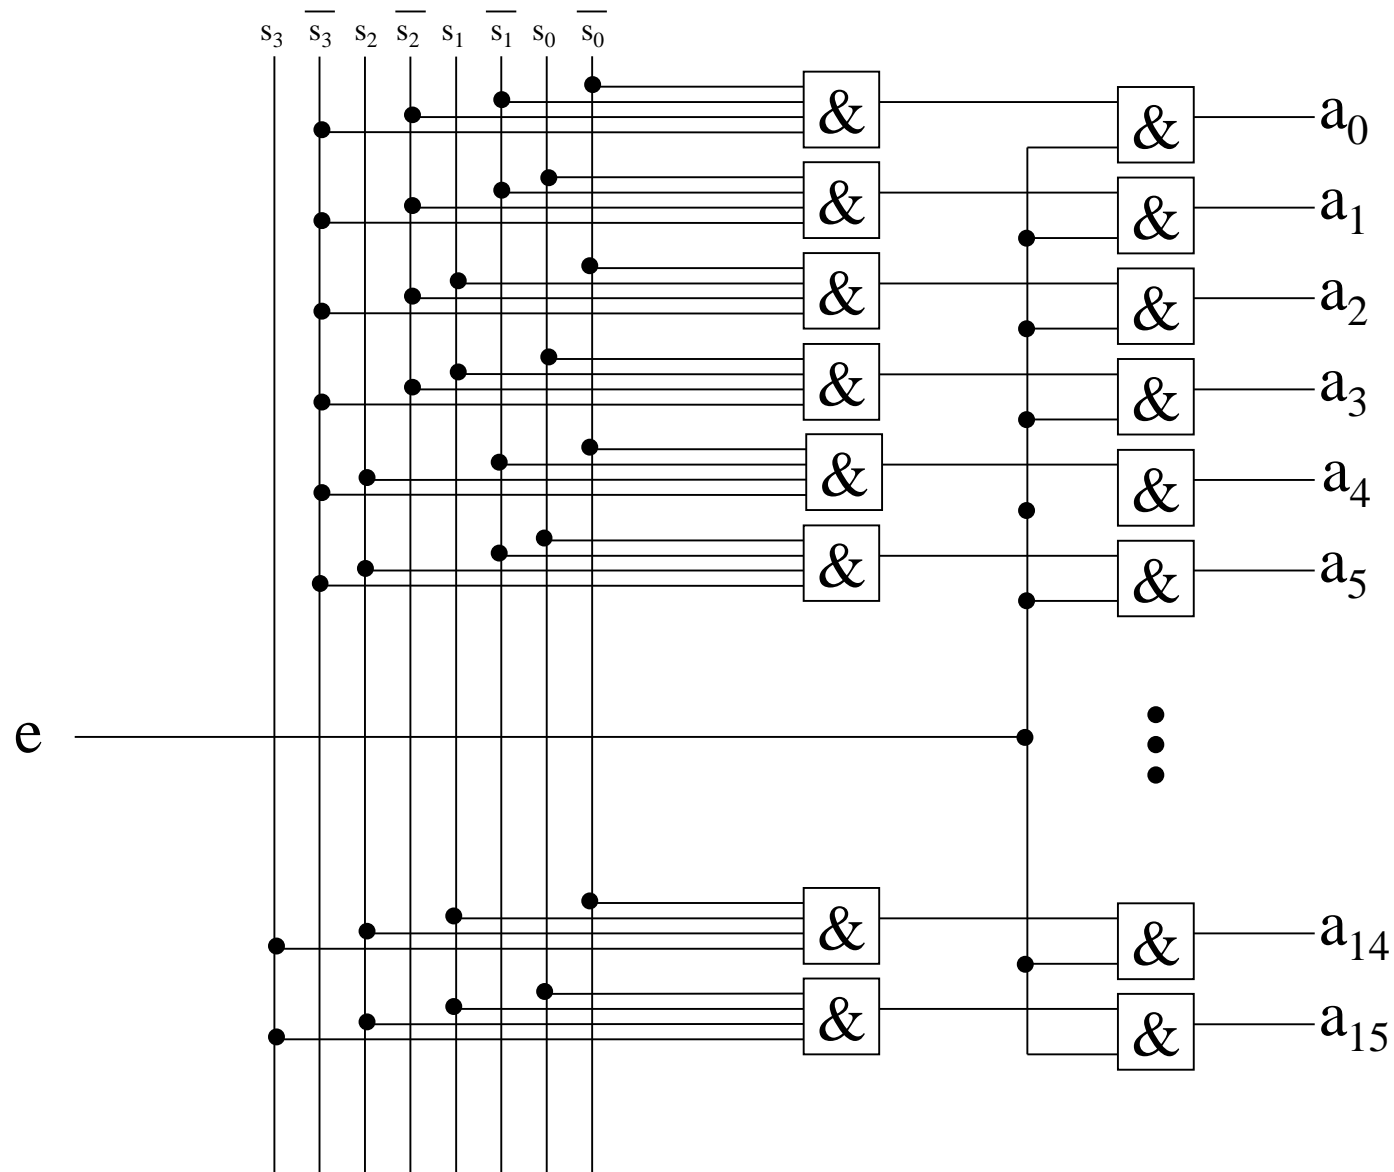 s₃ s̅₃ s₂ s̅₂ s₁ s̅₁ s₀ s̅₀
& & a₀
& & a₁
& & a₂
& & a₃
& & a₄
& & a₅
e
& & a₁₄
& & a₁₅